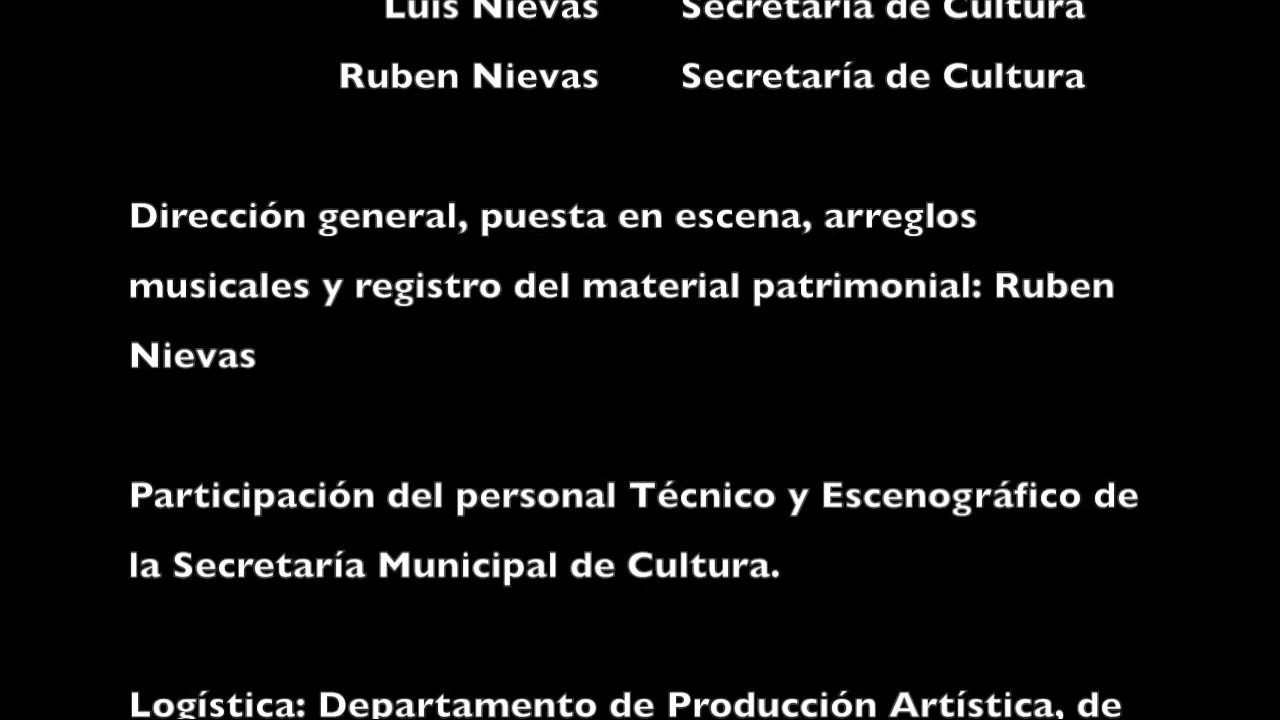 Luis Nievas Secretaría de Cultura
Ruben Nievas Secretaría de Cultura
Dirección general, puesta en escena, arreglos
musicales y registro del material patrimonial: Ruben
Nievas
Participación del personal Técnico y Escenográfico de
la Secretaría Municipal de Cultura.
Logística: Departamento de Producción Artística, de